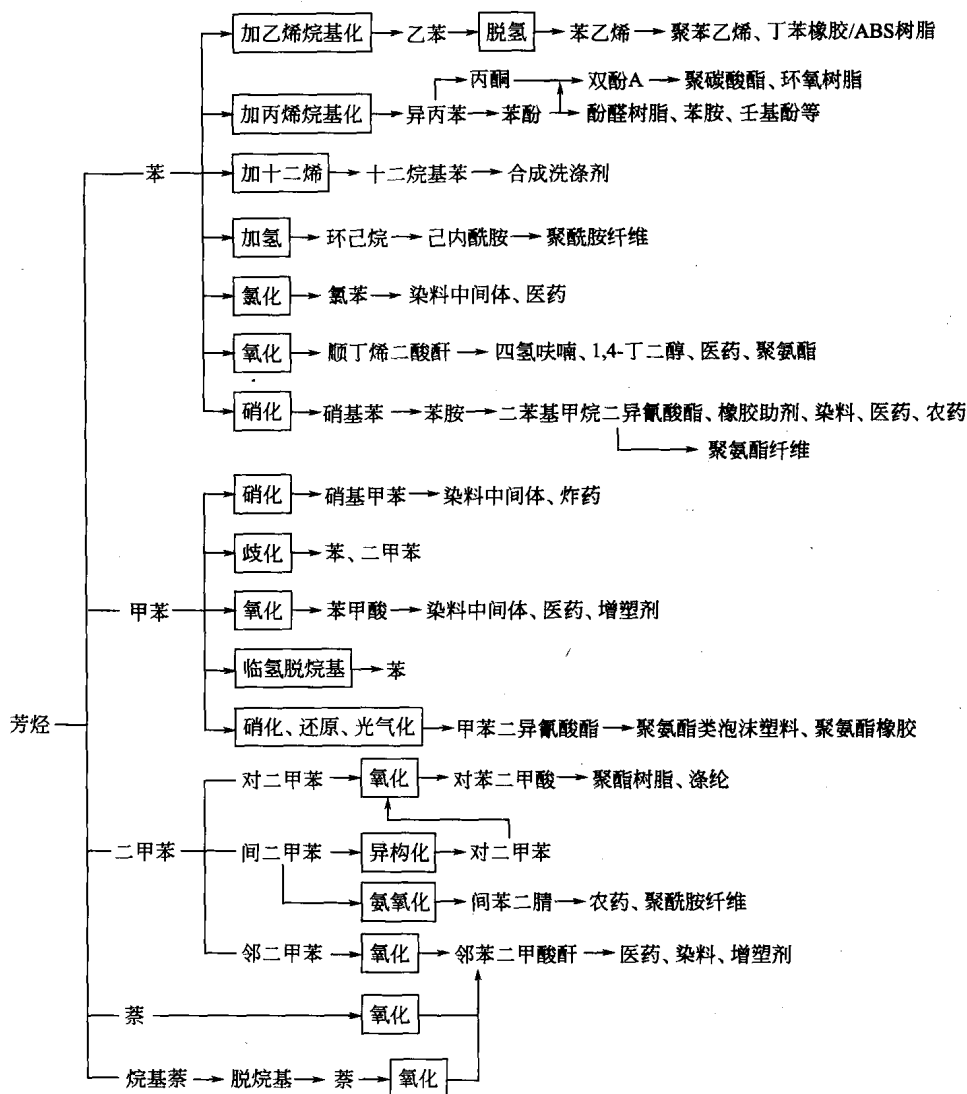 加乙烯烷基化 乙苯 脱氢 苯乙烯 聚苯乙烯、丁苯橡胶/ABS树脂
丙酮 双酚A 聚碳酸酯、环氧树脂
加丙烯烷基化 异丙苯 苯酚 酚醛树脂、苯胺、壬基酚等
苯 加十二烯 十二烷基苯 合成洗涤剂
加氢 环己烷 己内酰胺 聚酰胺纤维
氯化 氯苯 染料中间体、医药
氧化 顺丁烯二酸酐 四氢呋喃、1,4-丁二醇、医药、聚氨酯
硝化 硝基苯 苯胺 二苯基甲烷二异氰酸酯、橡胶助剂、染料、医药、农药
聚氨酯纤维
硝化 硝基甲苯 染料中间体、炸药
歧化 苯、二甲苯
甲苯 氧化 苯甲酸 染料中间体、医药、增塑剂
临氢脱烷基 苯
芳烃 硝化、还原、光气化 甲苯二异氰酸酯 聚氨酯类泡沫塑料、聚氨酯橡胶
对二甲苯 氧化 对苯二甲酸 聚酯树脂、涤纶
二甲苯 间二甲苯 异构化 对二甲苯
氨氧化 间苯二腈 农药、聚酰胺纤维
邻二甲苯 氧化 邻苯二甲酸酐 医药、染料、增塑剂
萘 氧化
烷基萘 脱烷基 萘 氧化